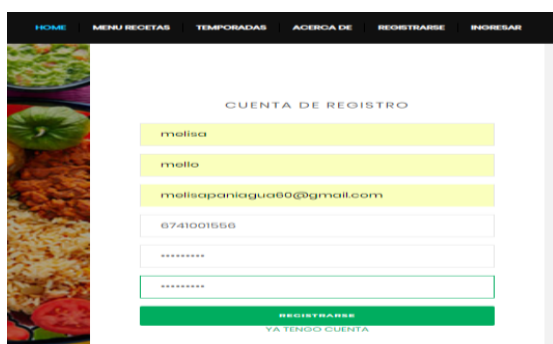 HOME MENU RECETAS TEMPORADAS ACERCA DE REGISTRARSE INGRESAR
CUENTA DE REGISTRO
melisa
mello
melisapaniagua60@gmail.com
6741001556
•••••••••
•••••••••
REGISTRARSE
YA TENGO CUENTA